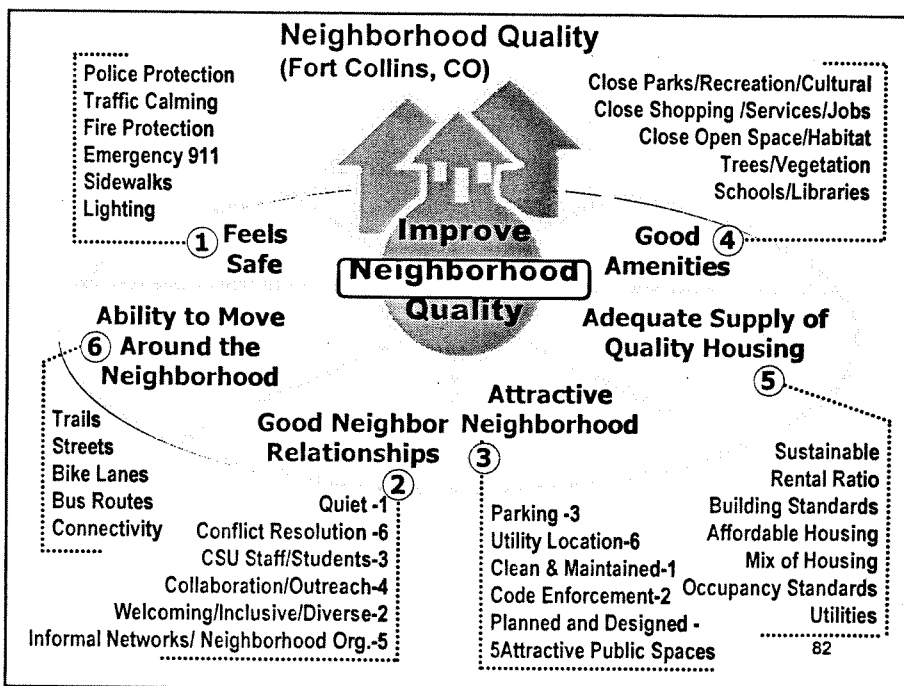 Neighborhood Quality
(Fort Collins, CO)
Police Protection
Traffic Calming
Fire Protection
Emergency 911
Sidewalks
Lighting
1 Feels
Safe
Close Parks/Recreation/Cultural
Close Shopping /Services/Jobs
Close Open Space/Habitat
Trees/Vegetation
Schools/Libraries
Good 4
Amenities
Improve
Neighborhood
Quality
Ability to Move
6 Around the
Neighborhood
Trails
Streets
Bike Lanes
Bus Routes
Connectivity
Adequate Supply of
Quality Housing
5
Sustainable
Rental Ratio
Building Standards
Affordable Housing
Mix of Housing
Occupancy Standards
Utilities
Good Neighbor
Relationships
2
Quiet -1
Conflict Resolution -6
CSU Staff/Students-3
Collaboration/Outreach-4
Welcoming/Inclusive/Diverse-2
Informal Networks/ Neighborhood Org.-5
Attractive
Neighborhood
3
Parking -3
Utility Location-6
Clean & Maintained-1
Code Enforcement-2
Planned and Designed -
5Attractive Public Spaces
82